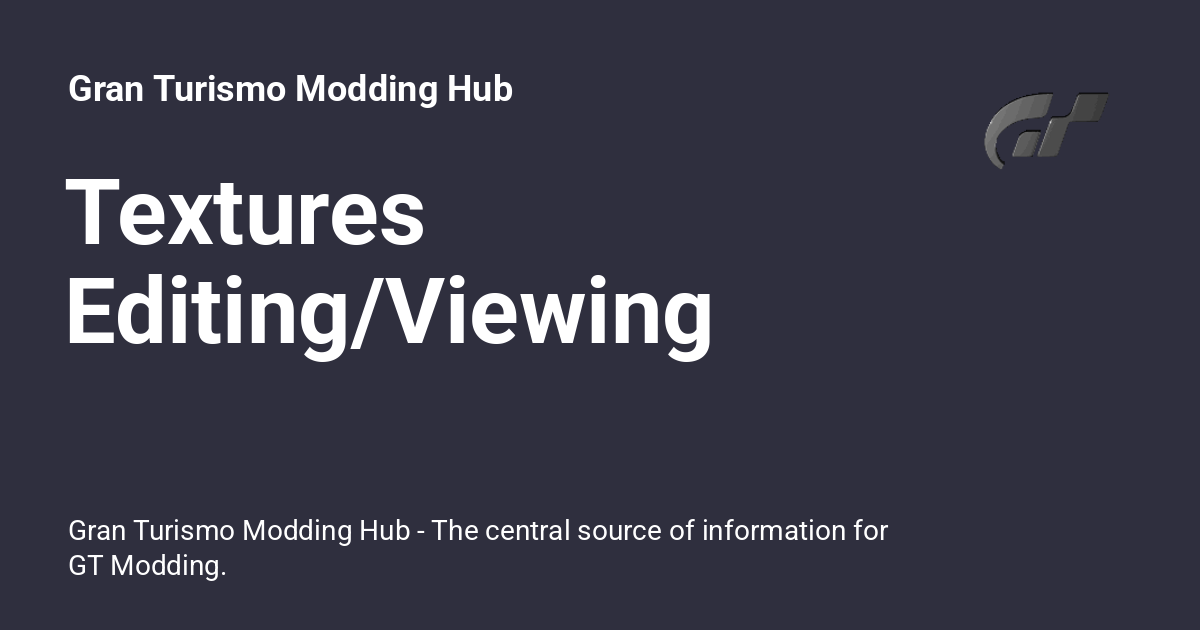 Gran Turismo Modding Hub
Textures
Editing/Viewing
Gran Turismo Modding Hub - The central source of information for
GT Modding.